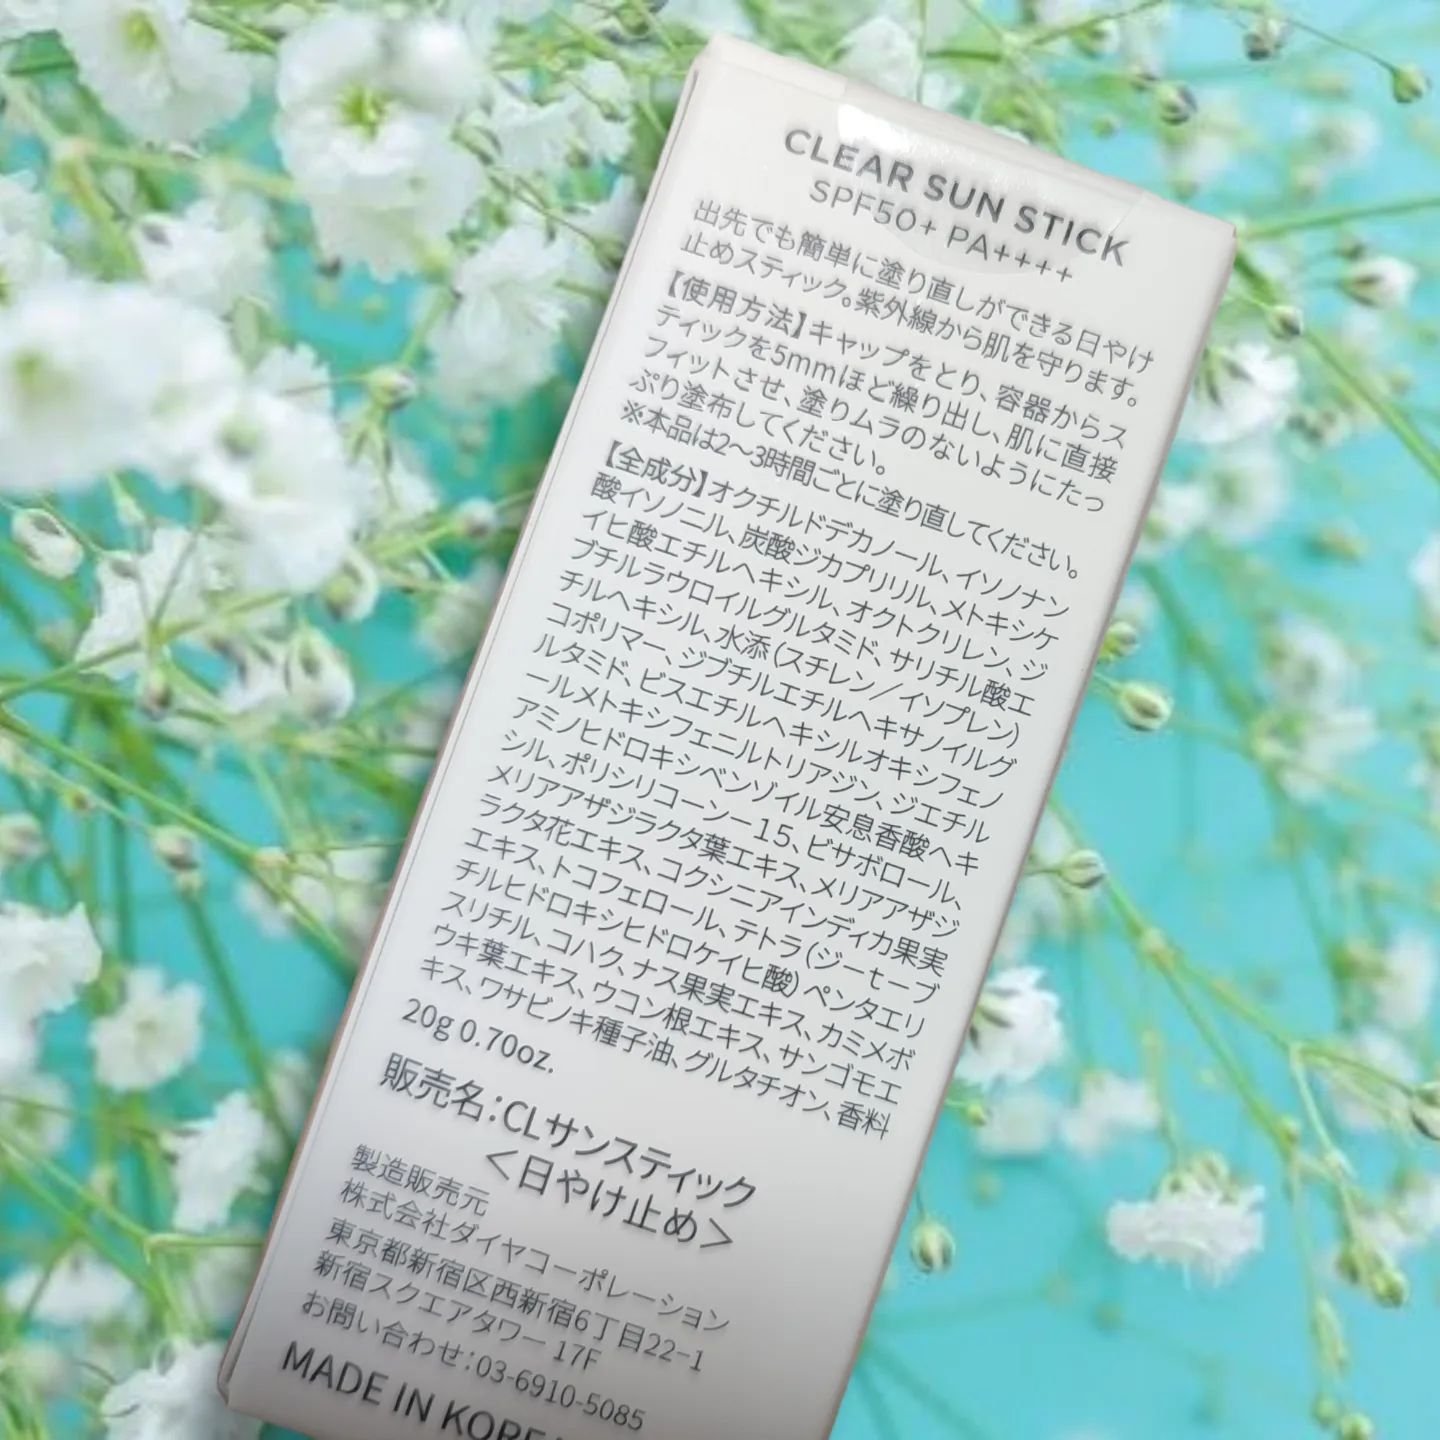 CLEAR SUN STICK
SPF50+ PA++++
出先でも簡単に塗り直しができる日やけ
止めスティック。紫外線から肌を守ります。
【使用方法】キャップをとり、容器からス
ティックを5mmほど繰り出し、肌に直接
フィットさせ、塗りムラのないようにたっ
ぷり塗布してください。
※本品は2〜3時間ごとに塗り直してください。
【全成分】オクチルドデカノール、イソノナン
酸イソノニル、炭酸ジカプリリル、メトキシケ
イヒ酸エチルヘキシル、オクトクリレン、ジ
ブチルラウロイルグルタミド、サリチル酸エ
チルヘキシル、水添(スチレン/イソプレン)
コポリマー、ジブチルエチルヘキサノイルグ
ルタミド、ビスエチルヘキシルオキシフェノ
ールメトキシフェニルトリアジン、ジエチル
アミノヒドロキシベンゾイル安息香酸ヘキ
シル、ポリシリコーン-15、ビサボロール、
メリアアザジラクタ葉エキス、メリアアザジ
ラクタ花エキス、コクシニアインディカ果実
エキス、トコフェロール、テトラ(ジ-t-ブ
チルヒドロキシヒドロケイヒ酸)ペンタエリ
スリチル、コハク、ナス果実エキス、カミメボ
ウキ葉エキス、ウコン根エキス、サンゴモエ
キス、ワサビノキ種子油、グルタチオン、香料
20g 0.70oz.
販売名:CLサンスティック
<日やけ止め>
製造販売元
株式会社ダイヤコーポレーション
東京都新宿区西新宿6丁目22-1
新宿スクエアタワー 17F
お問い合わせ:03-6910-5085
MADE IN KOREA